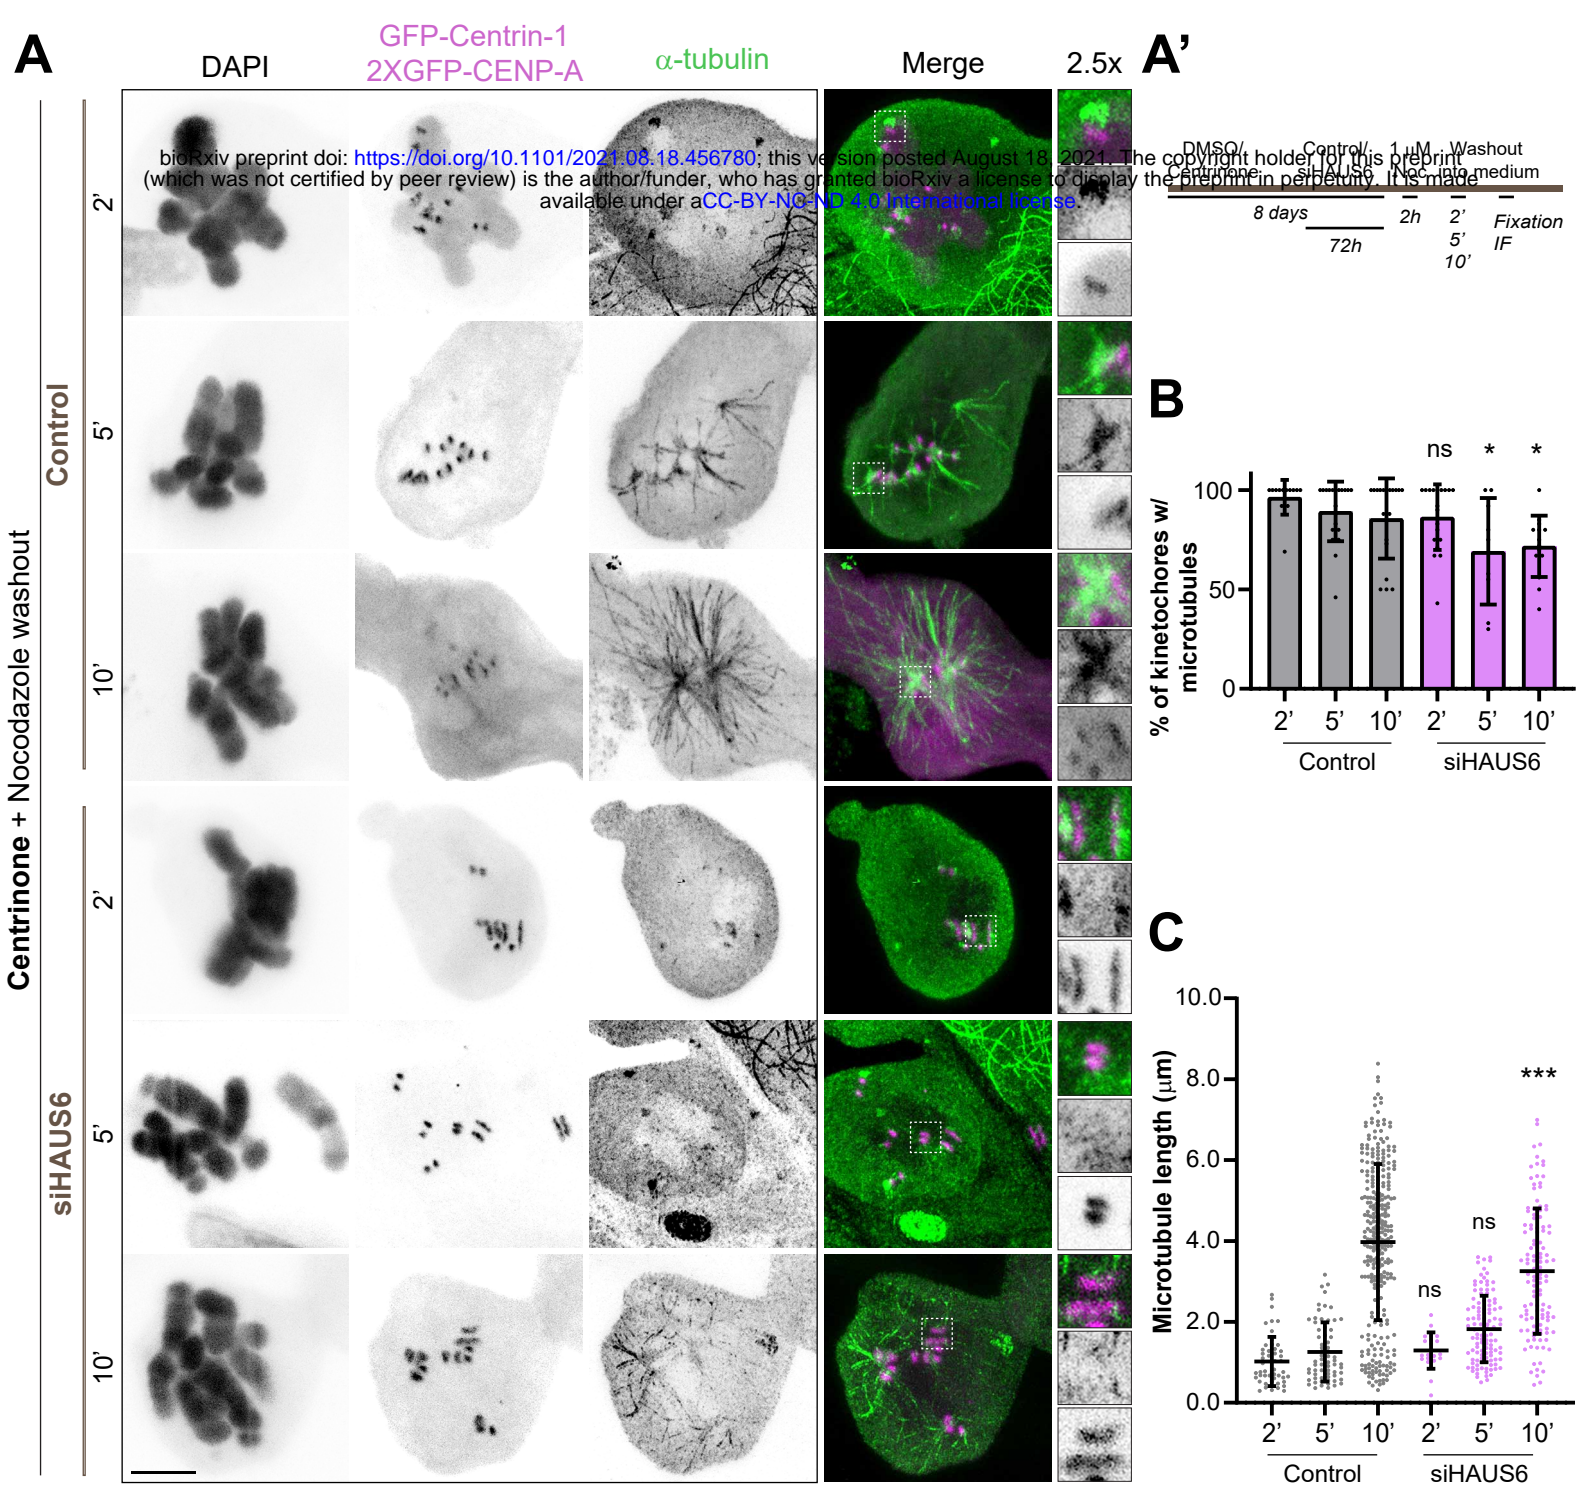 A
DAPI
GFP-Centrin-1
2XGFP-CENP-A
α-tubulin
Merge
2.5x
A’
bioRxiv preprint doi: https://doi.org/10.1101/2021.08.18.456780; this version posted August 18, 2021. The copyright holder for this preprint
(which was not certified by peer review) is the author/funder, who has granted bioRxiv a license to display the preprint in perpetuity. It is made
available under aCC-BY-NC-ND 4.0 International license.
DMSO/
Centrinone
Control/
siHAUS6
1 μM
Noc
Washout
into medium
8 days
72h
2h
2’
5’
10’
Fixation
IF
Centrinone + Nocodazole washout
Control
2’
5’
10’
siHAUS6
2’
5’
10’
B
% of kinetochores w/
microtubules
100
50
0
ns
*
*
2’ 5’ 10’ 2’ 5’ 10’
Control siHAUS6
C
Microtubule length (μm)
10.0
8.0
6.0
4.0
2.0
0.0
ns
ns
***
2’ 5’ 10’ 2’ 5’ 10’
Control siHAUS6